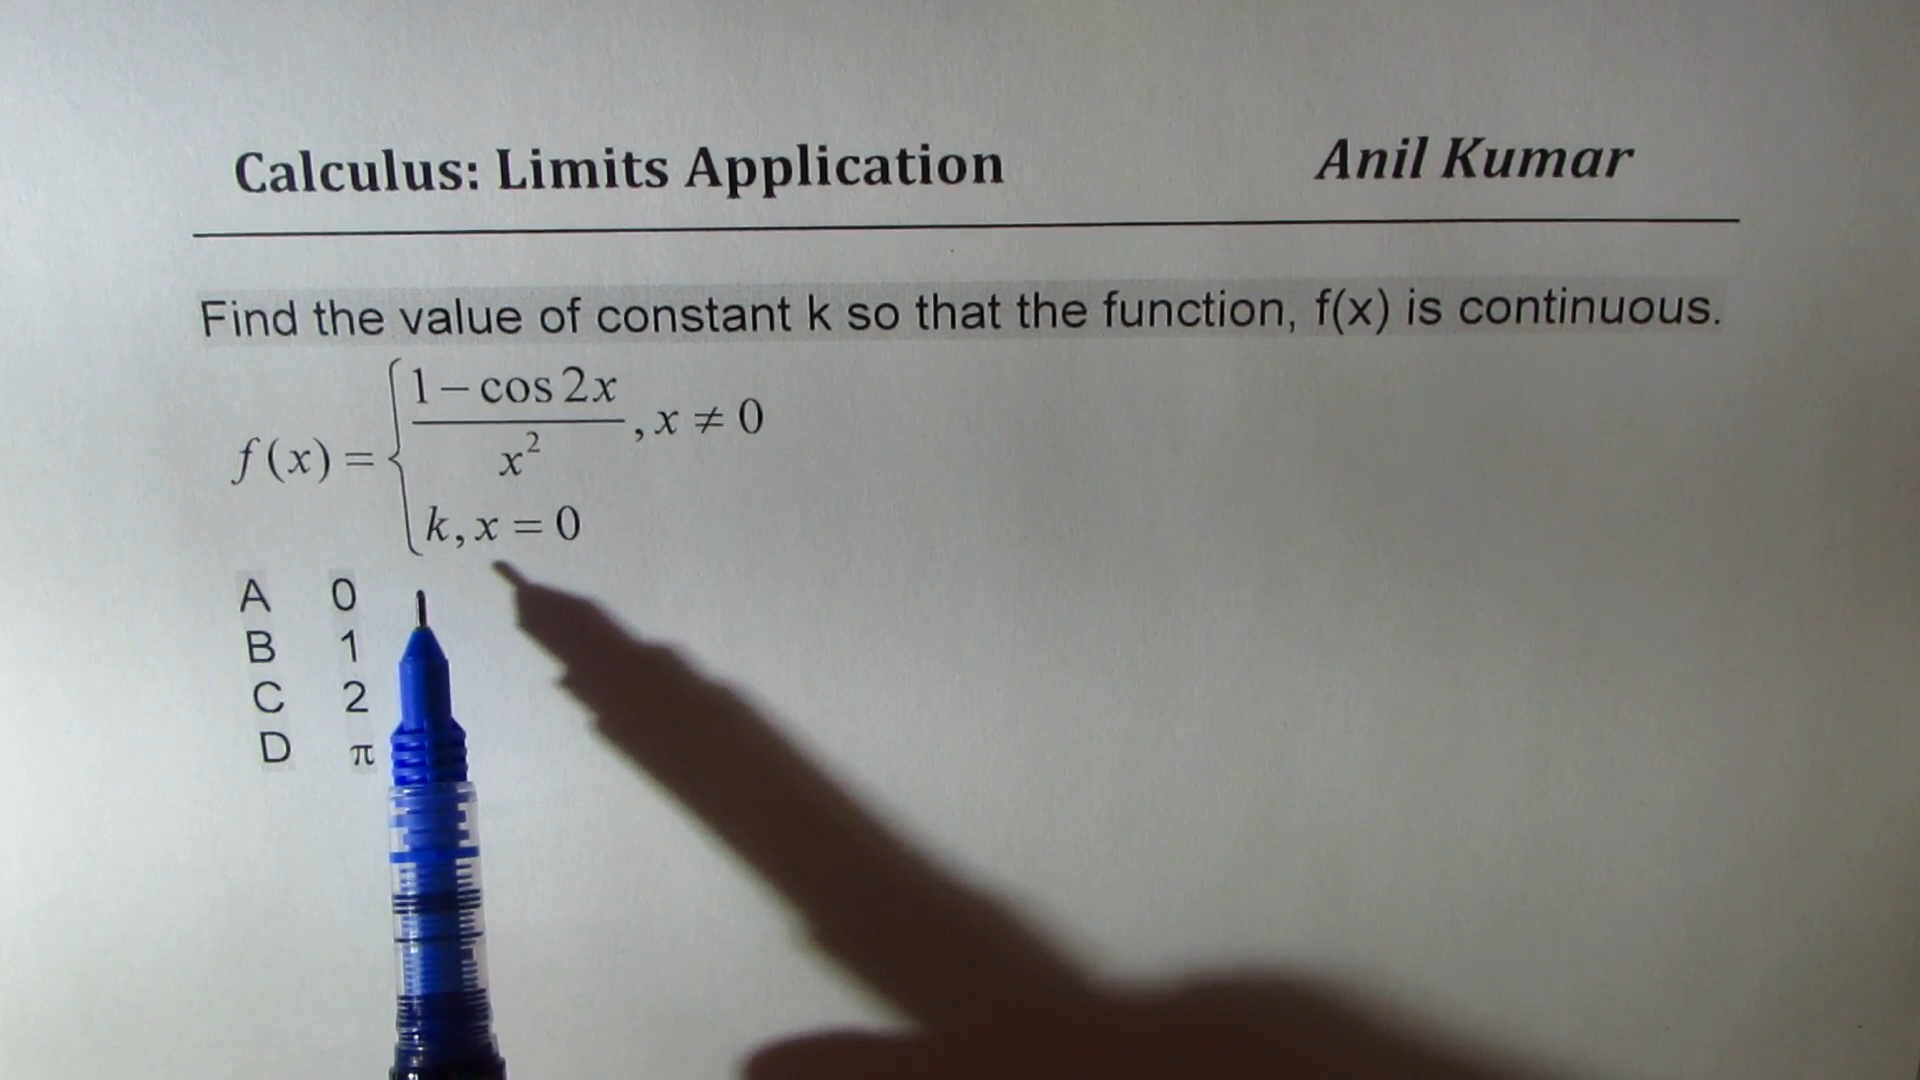 Calculus: Limits Application Anil Kumar
Find the value of constant k so that the function, f(x) is continuous.
f(x) = { (1 − cos 2x)/x², x ≠ 0
k, x = 0
A 0
B 1
C 2
D π